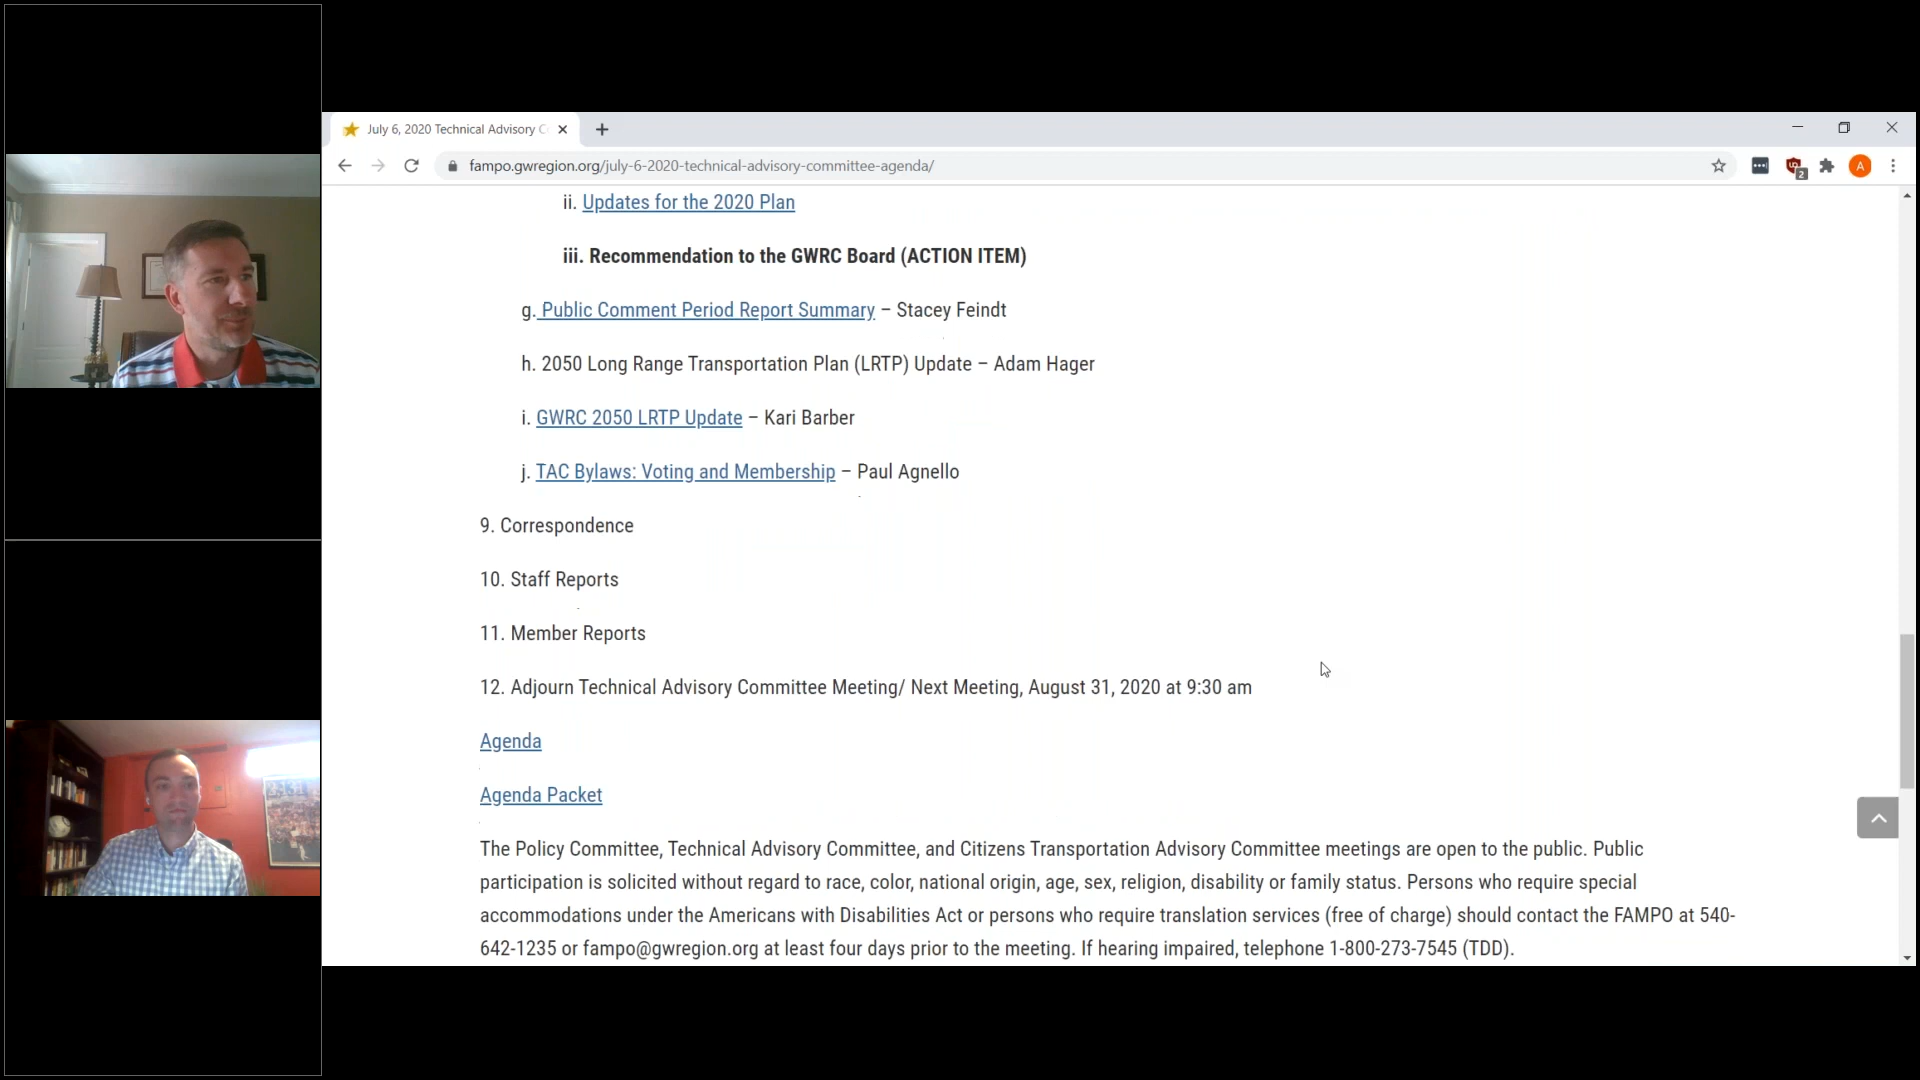 July 6, 2020 Technical Advisory C
fampo.gwregion.org/july-6-2020-technical-advisory-committee-agenda/
A
2
ii. Updates for the 2020 Plan
iii. Recommendation to the GWRC Board (ACTION ITEM)
g. Public Comment Period Report Summary – Stacey Feindt
h. 2050 Long Range Transportation Plan (LRTP) Update – Adam Hager
i. GWRC 2050 LRTP Update – Kari Barber
j. TAC Bylaws: Voting and Membership – Paul Agnello
9. Correspondence
10. Staff Reports
11. Member Reports
12. Adjourn Technical Advisory Committee Meeting/ Next Meeting, August 31, 2020 at 9:30 am
Agenda
Agenda Packet
The Policy Committee, Technical Advisory Committee, and Citizens Transportation Advisory Committee meetings are open to the public. Public
participation is solicited without regard to race, color, national origin, age, sex, religion, disability or family status. Persons who require special
accommodations under the Americans with Disabilities Act or persons who require translation services (free of charge) should contact the FAMPO at 540-
642-1235 or fampo@gwregion.org at least four days prior to the meeting. If hearing impaired, telephone 1-800-273-7545 (TDD).